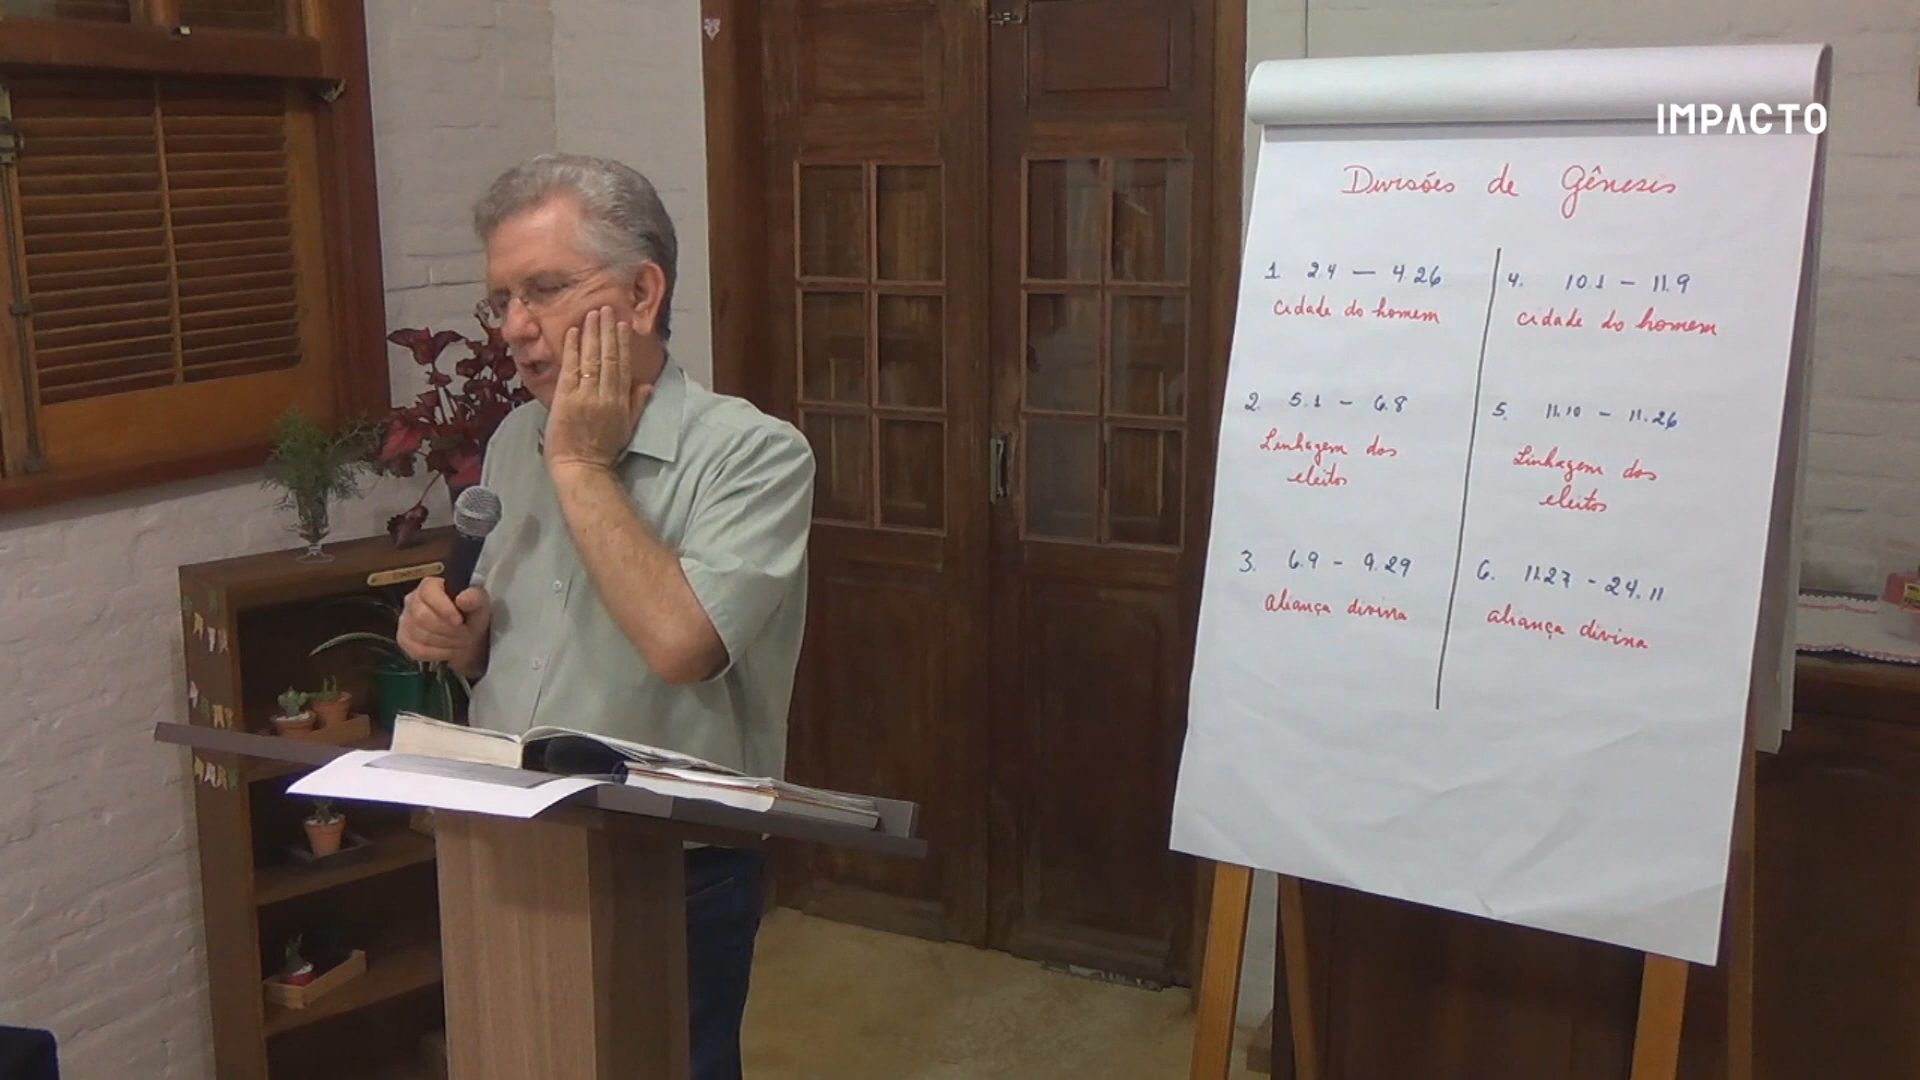 IMPACTO
Divisões de Gênesis
1. 2.4 — 4.26
cidade do homem
2. 5.1 - 6.8
Linhagem dos
eleitos
3. 6.9 - 9.29
aliança divina
4. 10.1 - 11.9
cidade do homem
5. 11.10 - 11.26
Linhagem dos
eleitos
6. 11.27 - 24.11
aliança divina